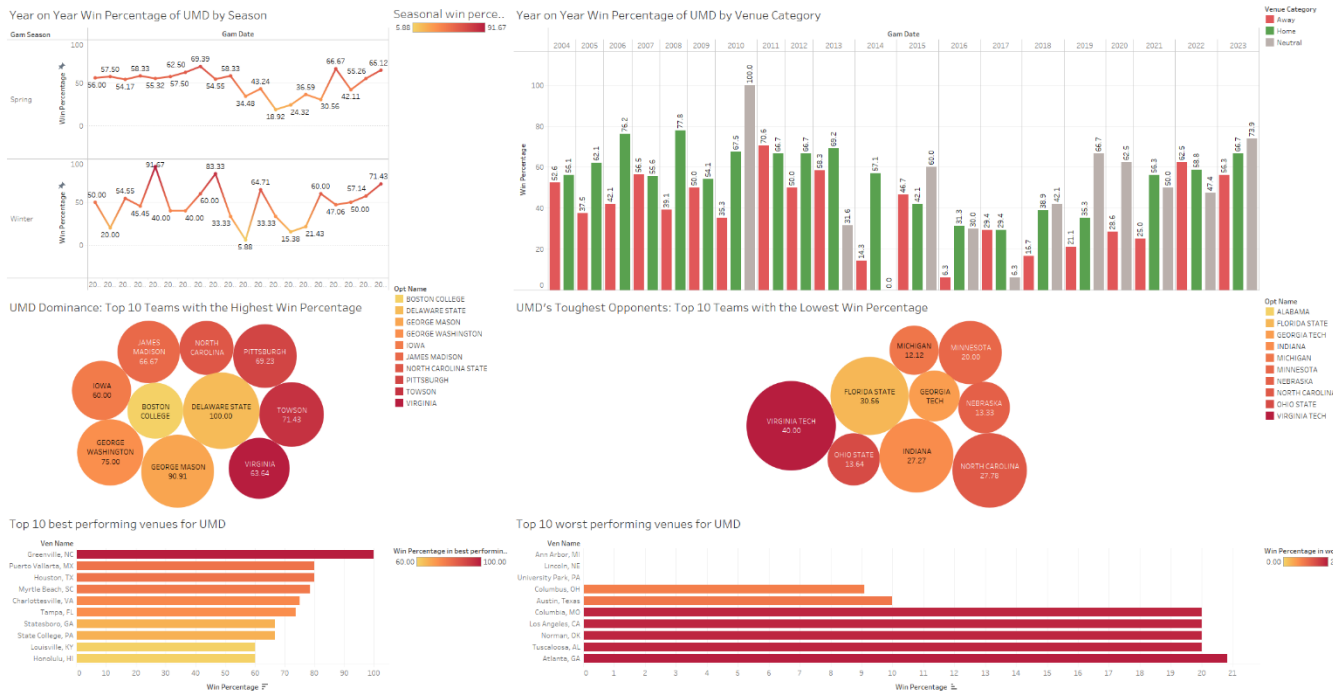 Year on Year Win Percentage of UMD by Season
Seasonal win perce..
5.88 91.67
Gam Season
Gam Date
Spring
Win Percentage
100
50
0
56.00
57.50
54.17
58.33
55.32
62.50
57.50
69.39
54.55
58.33
34.48
43.24
18.92
24.32
36.59
30.56
66.67
42.11
55.26
66.12
Winter
Win Percentage
100
50
0
50.00
20.00
54.55
45.45
91.67
40.00
40.00
60.00
83.33
33.33
5.88
64.71
33.33
15.38
21.43
60.00
47.06
50.00
57.14
71.43
20. 20. 20. 20. 20. 20. 20. 20. 20. 20. 20. 20. 20. 20. 20. 20. 20. 20. 20. 20.
Year on Year Win Percentage of UMD by Venue Category
Venue Category
Away
Home
Neutral
Gam Date
2004 2005 2006 2007 2008 2009 2010 2011 2012 2013 2014 2015 2016 2017 2018 2019 2020 2021 2022 2023
Win Percentage
100
80
60
40
20
0
52.6 56.1
37.5 62.1
42.1 76.2
56.5 55.6
39.1 77.8
50.0 54.1
35.3 67.5 100.0
70.6 66.7
50.0 66.7
58.3 69.2 31.6
14.3 57.1 0.0
46.7 42.1 60.0
6.3 31.3 30.0
29.4 29.4 6.3
16.7 38.9 42.1
21.1 35.3 66.7
28.6 62.5
25.0 56.3 50.0
62.5 58.8 47.4
56.3 66.7 73.9
UMD Dominance: Top 10 Teams with the Highest Win Percentage
JAMES
MADISON
66.67
NORTH
CAROLINA
PITTSBURGH
69.23
IOWA
60.00
BOSTON
COLLEGE
DELAWARE STATE
100.00
TOWSON
71.43
GEORGE
WASHINGTON
75.00
GEORGE MASON
90.91
VIRGINIA
63.64
Opt Name
BOSTON COLLEGE
DELAWARE STATE
GEORGE MASON
GEORGE WASHINGTON
IOWA
JAMES MADISON
NORTH CAROLINA STATE
PITTSBURGH
TOWSON
VIRGINIA
UMD's Toughest Opponents: Top 10 Teams with the Lowest Win Percentage
MICHIGAN
12.12
MINNESOTA
20.00
FLORIDA STATE
30.56
GEORGIA
TECH
NEBRASKA
13.33
VIRGINIA TECH
40.00
OHIO STATE
13.64
INDIANA
27.27
NORTH CAROLINA
27.78
Opt Name
ALABAMA
FLORIDA STATE
GEORGIA TECH
INDIANA
MICHIGAN
MINNESOTA
NEBRASKA
NORTH CAROLINA
OHIO STATE
VIRGINIA TECH
Top 10 best performing venues for UMD
Ven Name
Greenville, NC
Puerto Vallarta, MX
Houston, TX
Myrtle Beach, SC
Charlottesville, VA
Tampa, FL
Statesboro, GA
State College, PA
Louisville, KY
Honolulu, HI
0 10 20 30 40 50 60 70 80 90 100
Win Percentage
Win Percentage in best performin..
60.00 100.00
Top 10 worst performing venues for UMD
Ven Name
Ann Arbor, MI
Lincoln, NE
University Park, PA
Columbus, OH
Austin, Texas
Columbia, MO
Los Angeles, CA
Norman, OK
Tuscaloosa, AL
Atlanta, GA
0 1 2 3 4 5 6 7 8 9 10 11 12 13 14 15 16 17 18 19 20 21
Win Percentage
Win Percentage in wo
0.00 2